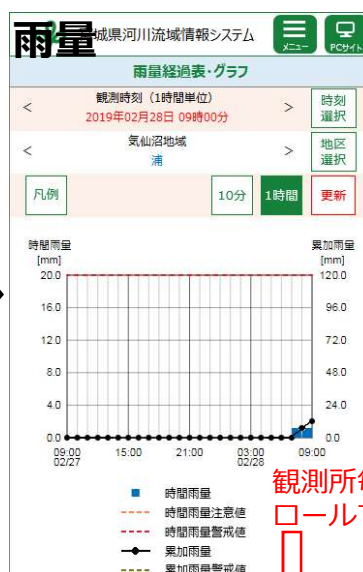 雨量
城県河川流域情報システム
メニュー
PCサイト
雨量経過表・グラフ
＜ 観測時刻（1時間単位） ＞
2019年02月28日 09時00分
時刻
選択
＜ 気仙沼地域 ＞
浦
地区
選択
凡例 10分 1時間 更新
時間雨量 累加雨量
[mm] [mm]
20.0 120.0
16.0 96.0
12.0 72.0
8.0 48.0
4.0 24.0
0.0 0.0
09:00 15:00 21:00 03:00 09:00
02/27 02/28
時間雨量
時間雨量注意値
時間雨量警戒値
累加雨量
累加雨量警戒値
観測所
ロール